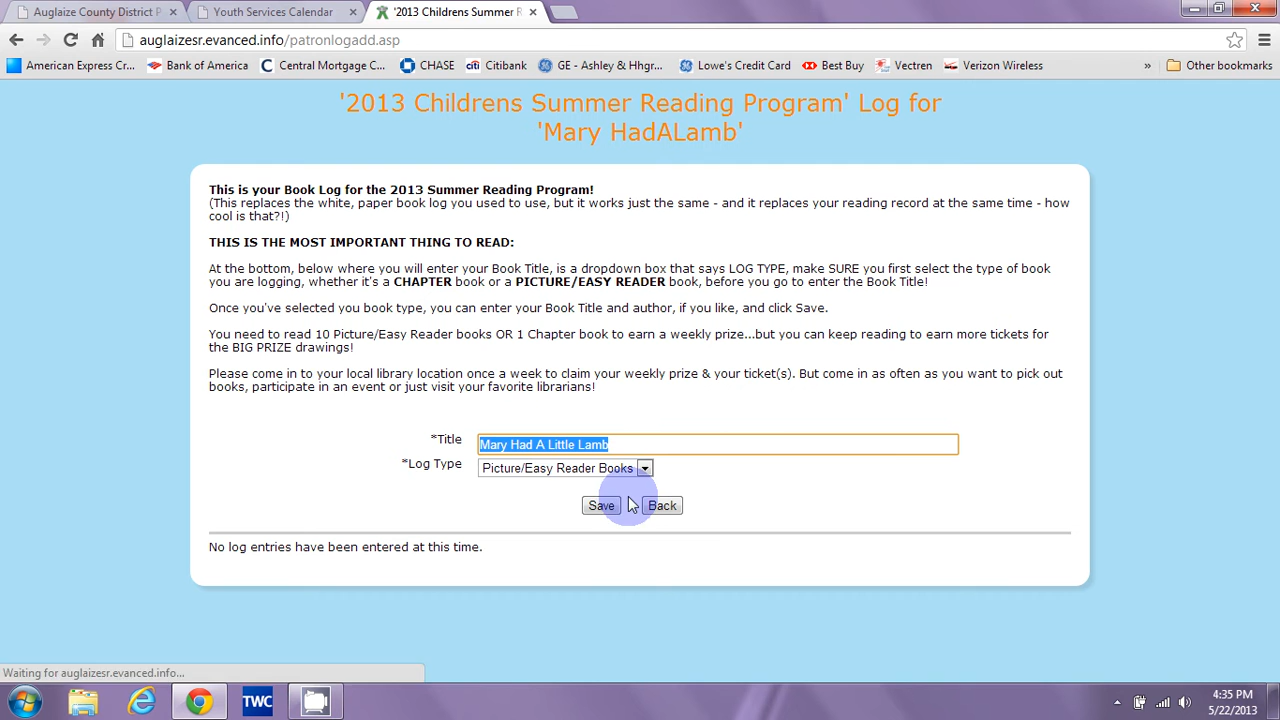 Auglaize County District P
Youth Services Calendar
'2013 Childrens Summer R
auglaizesr.evanced.info/patronlogadd.asp
American Express Cr...
Bank of America
Central Mortgage C...
CHASE
citi Citibank
GE - Ashley & Hhgr...
Lowe's Credit Card
Best Buy
Vectren
Verizon Wireless
»
Other bookmarks
'2013 Childrens Summer Reading Program' Log for
'Mary HadALamb'
This is your Book Log for the 2013 Summer Reading Program!
(This replaces the white, paper book log you used to use, but it works just the same - and it replaces your reading record at the same time - how
cool is that?!)
THIS IS THE MOST IMPORTANT THING TO READ:
At the bottom, below where you will enter your Book Title, is a dropdown box that says LOG TYPE, make SURE you first select the type of book
you are logging, whether it's a CHAPTER book or a PICTURE/EASY READER book, before you go to enter the Book Title!
Once you've selected you book type, you can enter your Book Title and author, if you like, and click Save.
You need to read 10 Picture/Easy Reader books OR 1 Chapter book to earn a weekly prize...but you can keep reading to earn more tickets for
the BIG PRIZE drawings!
Please come in to your local library location once a week to claim your weekly prize & your ticket(s). But come in as often as you want to pick out
books, participate in an event or just visit your favorite librarians!
*Title
Mary Had A Little Lamb
*Log Type
Picture/Easy Reader Books
Save
Back
No log entries have been entered at this time.
Waiting for auglaizesr.evanced.info...
TWC
4:35 PM
5/22/2013